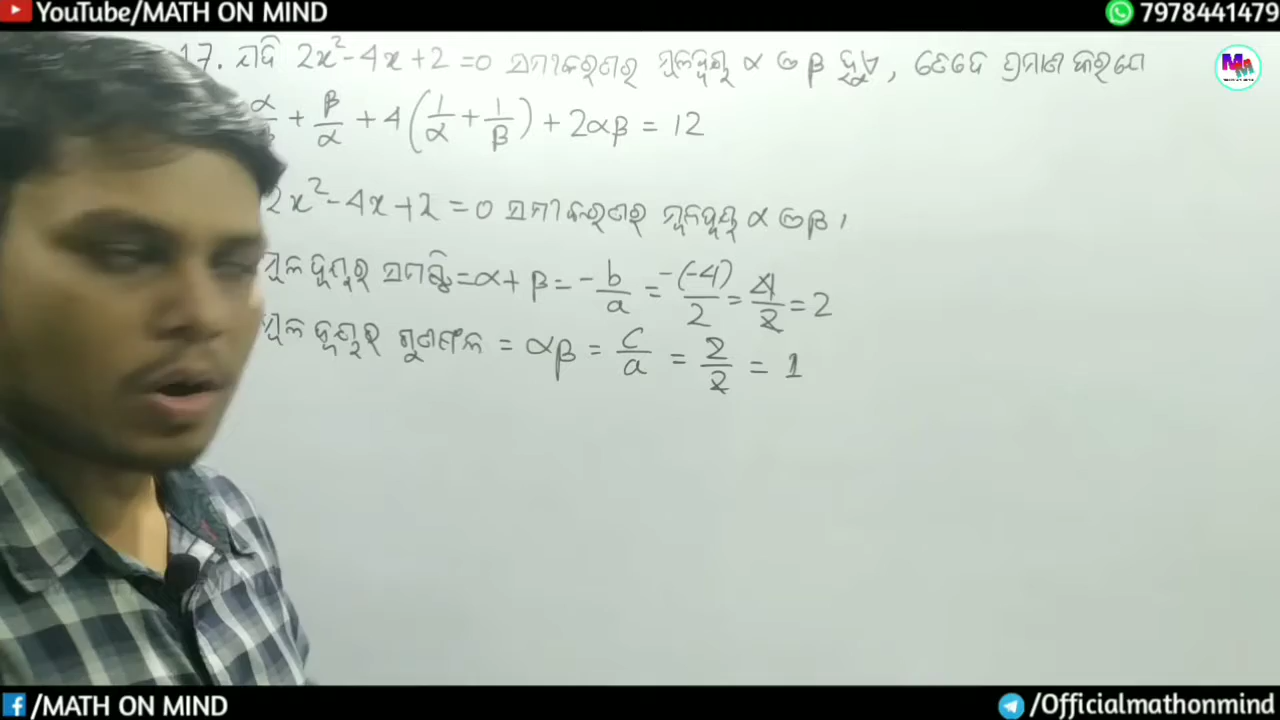 YouTube/MATH ON MIND
7978441479
17. ଯଦି 2x²-4x+2=0 ସମୀକରଣର ମୂଳଦ୍ୱୟ α ଓ β ହୁଏ, ତେବେ ପ୍ରମାଣ କର ଯେ
α + β/α + 4(1/α + 1/β) + 2αβ = 12
2x²-4x+2=0 ସମୀକରଣର ମୂଳଦ୍ୱୟ α ଓ β ।
ମୂଳ ଦ୍ୱୟର ସମଷ୍ଟି = α+β = -b/a = -(-4)/2 = 4/2 = 2
ମୂଳ ଦ୍ୱୟର ଗୁଣଫଳ = αβ = c/a = 2/2 = 1
/MATH ON MIND
/Officialmathonmind